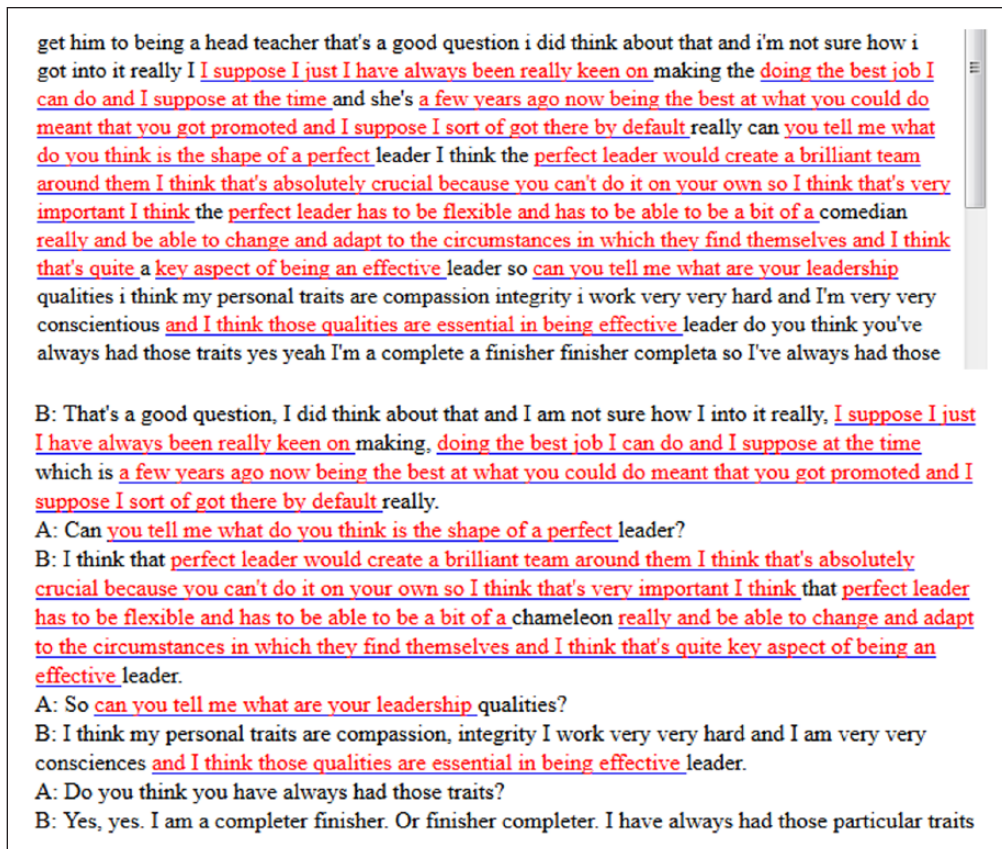 get him to being a head teacher that's a good question i did think about that and i'm not sure how i
got into it really I I suppose I just I have always been really keen on making the doing the best job I
can do and I suppose at the time and she's a few years ago now being the best at what you could do
meant that you got promoted and I suppose I sort of got there by default really can you tell me what
do you think is the shape of a perfect leader I think the perfect leader would create a brilliant team
around them I think that's absolutely crucial because you can't do it on your own so I think that's very
important I think the perfect leader has to be flexible and has to be able to be a bit of a comedian
really and be able to change and adapt to the circumstances in which they find themselves and I think
that's quite a key aspect of being an effective leader so can you tell me what are your leadership
qualities i think my personal traits are compassion integrity i work very very hard and I'm very very
conscientious and I think those qualities are essential in being effective leader do you think you've
always had those traits yes yeah I'm a complete a finisher finisher completa so I've always had those
B: That's a good question, I did think about that and I am not sure how I into it really, I suppose I just
I have always been really keen on making, doing the best job I can do and I suppose at the time
which is a few years ago now being the best at what you could do meant that you got promoted and I
suppose I sort of got there by default really.
A: Can you tell me what do you think is the shape of a perfect leader?
B: I think that perfect leader would create a brilliant team around them I think that's absolutely
crucial because you can't do it on your own so I think that's very important I think that perfect leader
has to be flexible and has to be able to be a bit of a chameleon really and be able to change and adapt
to the circumstances in which they find themselves and I think that's quite key aspect of being an
effective leader.
A: So can you tell me what are your leadership qualities?
B: I think my personal traits are compassion, integrity I work very very hard and I am very very
consciences and I think those qualities are essential in being effective leader.
A: Do you think you have always had those traits?
B: Yes, yes. I am a completer finisher. Or finisher completer. I have always had those particular traits